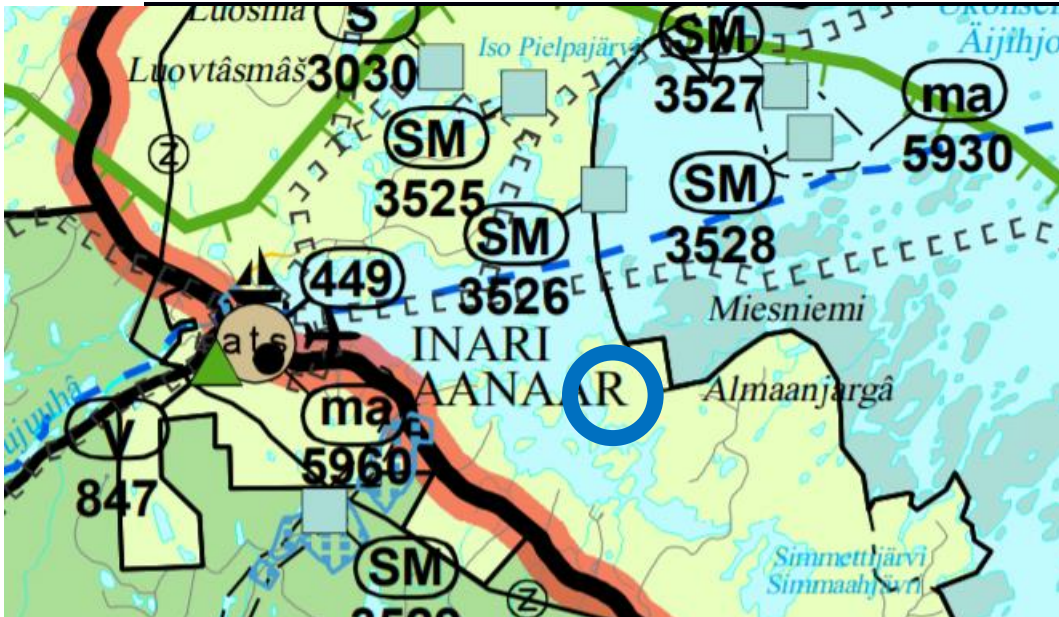 Luosma
S
3030
Luovtâsmâš
Iso Pielpajärvi
SM
3527
ma
5930
SM
3525
SM
3526
SM
3528
Z
449
ats
INARI
AANAAR
Miesniemi
Almaanjargâ
ma
5960
v
847
SM
Simmettijärvi
Simmaahjävri
Z